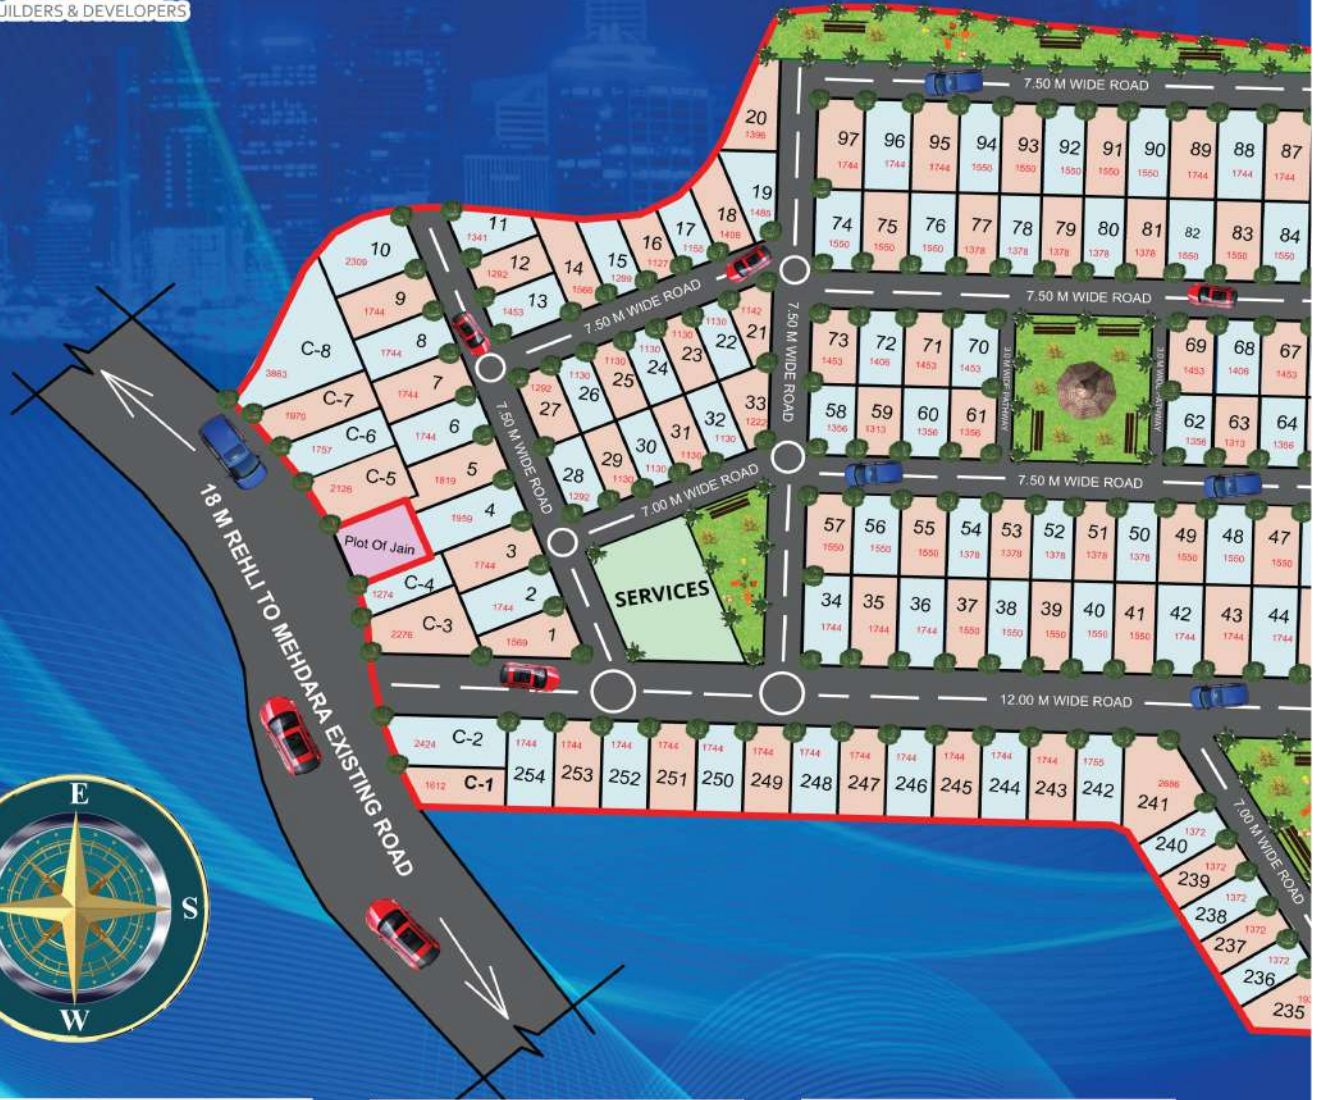 UILDERS & DEVELOPERS
7.50 M WIDE ROAD
20
1396
97 96 95 94 93 92 91 90 89 88 87
1744 1744 1744 1550 1550 1550 1550 1550 1744 1744 1744
19
1485
74 75 76 77 78 79 80 81 82 83 84
1550 1550 1550 1378 1378 1378 1378 1378 1550 1550 1550
18
1408
17
1155
16
1127
15
1289
14
1566
11
1341
12
1292
13
1453
10
2309
9
1744
8
1744
7
1744
6
1744
5
1819
4
1959
3
1744
2
1744
1
1569
C-8
3883
C-7
1970
C-6
1757
C-5
2126
Plot Of Jain
C-4
1274
C-3
2276
7.50 M WIDE ROAD
7.50 M WIDE ROAD
7.50 M WIDE ROAD
7.50 M WIDE ROAD
1142
21
1130
22
1130
23
1130
24
1130
25
1130
26
1292
27
28
1292
29
1130
30
1130
31
1130
32
1130
33
1222
73 72 71 70
1453 1406 1453 1453
3.0 M WIDE PATHWAY
69 68 67
1453 1406 1453
58 59 60 61
1356 1313 1356 1356
62 63 64
1356 1313 1356
7.00 M WIDE ROAD
7.50 M WIDE ROAD
57 56 55 54 53 52 51 50 49 48 47
1550 1550 1550 1378 1378 1378 1378 1378 1550 1550 1550
SERVICES
34 35 36 37 38 39 40 41 42 43 44
1744 1744 1744 1550 1550 1550 1550 1550 1744 1744 1744
12.00 M WIDE ROAD
18 M REHLI TO MEHDARA EXISTING ROAD
C-2
2424
C-1
1612
1744 1744 1744 1744 1744 1744 1744 1744 1744 1744 1744 1744 1755
254 253 252 251 250 249 248 247 246 245 244 243 242
2686
241
1372
240
1372
239
1372
238
1372
237
1372
236
235
7.00 M WIDE ROAD
E
S
W